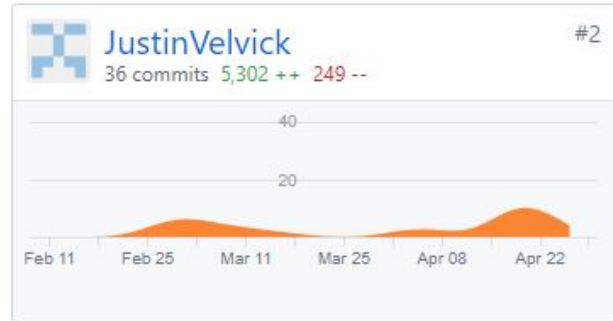 JustinVelvick
#2
36 commits 5,302 ++ 249 --
40
20
Feb 11 Feb 25 Mar 11 Mar 25 Apr 08 Apr 22